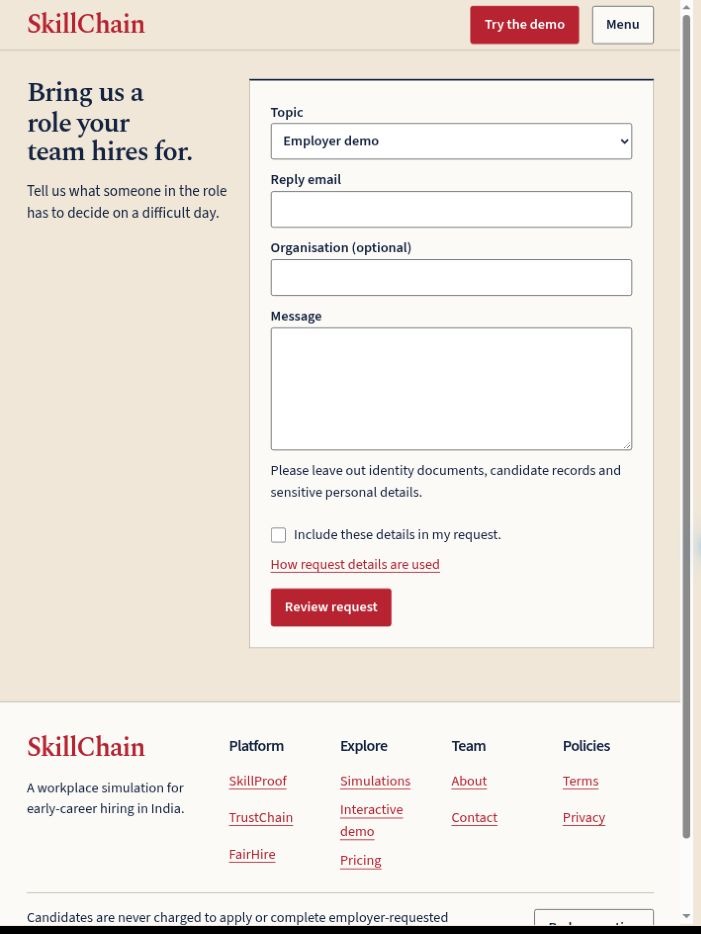 SkillChain
Try the demo
Menu
Bring us a
role your
team hires for.
Tell us what someone in the role
has to decide on a difficult day.
Topic
Employer demo
Reply email
Organisation (optional)
Message
Please leave out identity documents, candidate records and
sensitive personal details.
Include these details in my request.
How request details are used
Review request
SkillChain
A workplace simulation for
early-career hiring in India.
Platform
SkillProof
TrustChain
FairHire
Explore
Simulations
Interactive
demo
Pricing
Team
About
Contact
Policies
Terms
Privacy
Candidates are never charged to apply or complete employer-requested